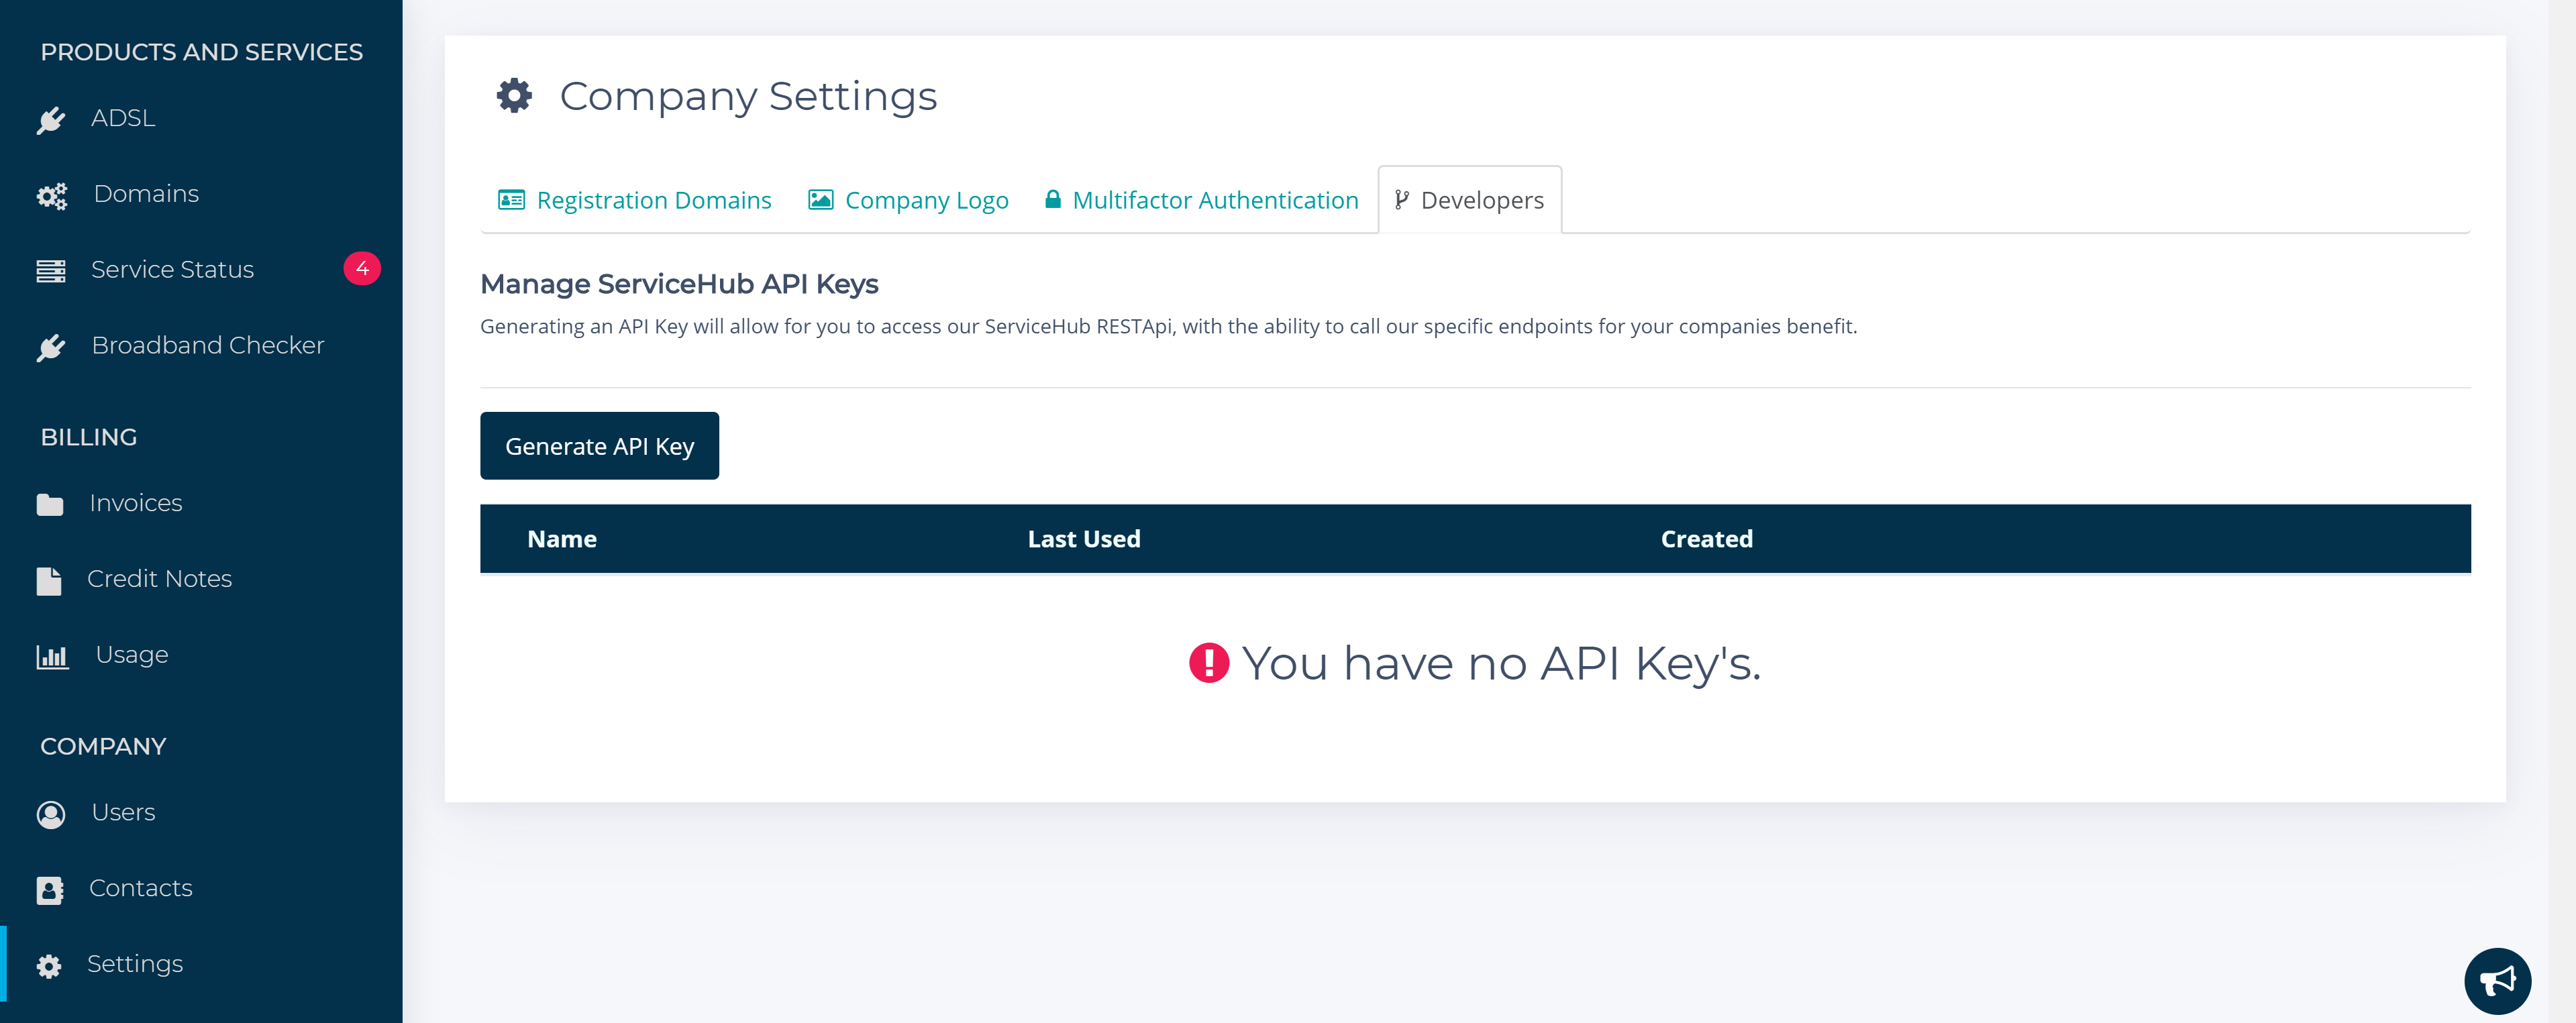 PRODUCTS AND SERVICES
ADSL
Domains
Service Status 4
Broadband Checker
BILLING
Invoices
Credit Notes
Usage
COMPANY
Users
Contacts
Settings
Company Settings
Registration Domains Company Logo Multifactor Authentication Developers
Manage ServiceHub API Keys
Generating an API Key will allow for you to access our ServiceHub RESTApi, with the ability to call our specific endpoints for your companies benefit.
Generate API Key
Name Last Used Created
You have no API Key's.